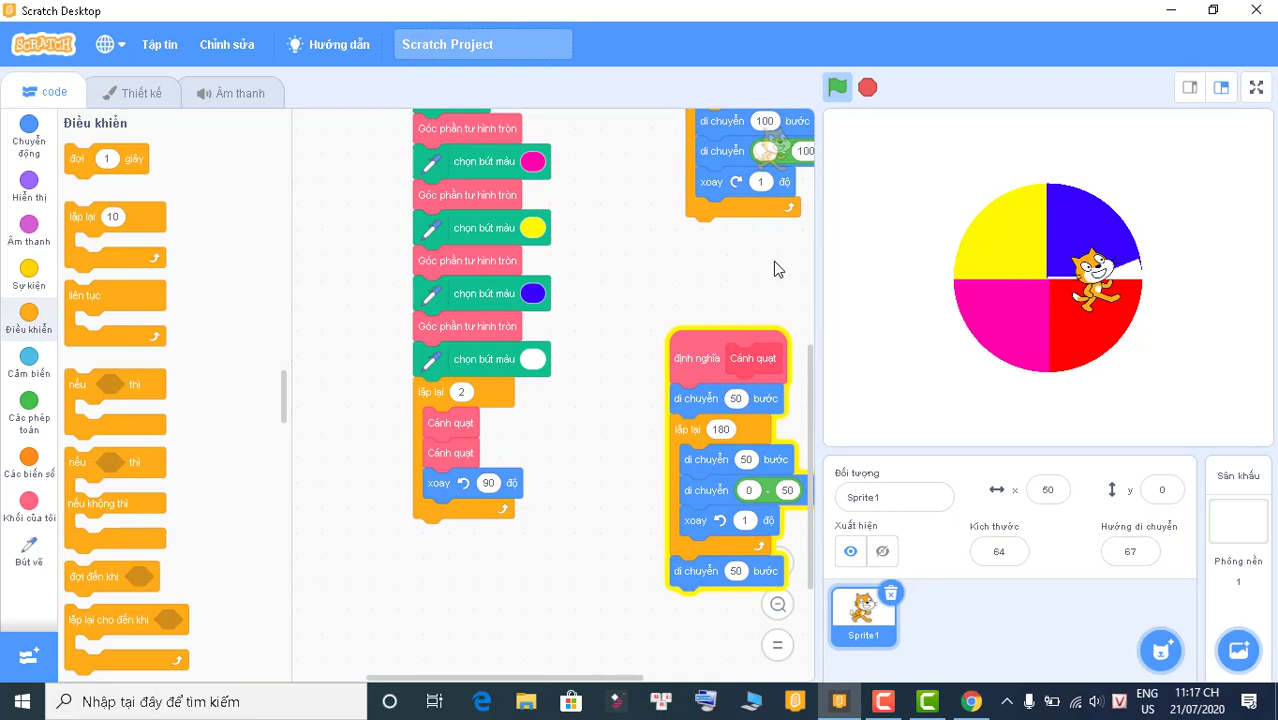 Scratch Desktop
SCRATCH
Tập tin
Chỉnh sửa
Hướng dẫn
Scratch Project
code
Thiết kế
Âm thanh
Chuyển động
Hiển thị
Âm thanh
Sự kiện
Điều khiển
Cảm biến
Các phép toán
Các biến số
Khối của tôi
Bút vẽ
Điều khiển
đợi 1 giây
lặp lại 10
liên tục
nếu thì
nếu thì
nếu không thì
đợi đến khi
lặp lại cho đến khi
Góc phần tư hình tròn
chọn bút màu
Góc phần tư hình tròn
chọn bút màu
Góc phần tư hình tròn
chọn bút màu
Góc phần tư hình tròn
chọn bút màu
lặp lại 2
Cánh quạt
Cánh quạt
xoay 90 độ
di chuyển 100 bước
di chuyển 100
xoay 1 độ
định nghĩa Cánh quạt
di chuyển 50 bước
lặp lại 180
di chuyển 50 bước
di chuyển 0 - 50
xoay 1 độ
di chuyển 50 bước
Đối tượng
Sprite1
x 50
y 0
Xuất hiện
Kích thước
64
Hướng di chuyển
67
Sprite1
Sân khấu
Phông nền
1
Nhập tại đây để tìm kiếm
V
ENG
VI
11:17 CH
21/07/2020